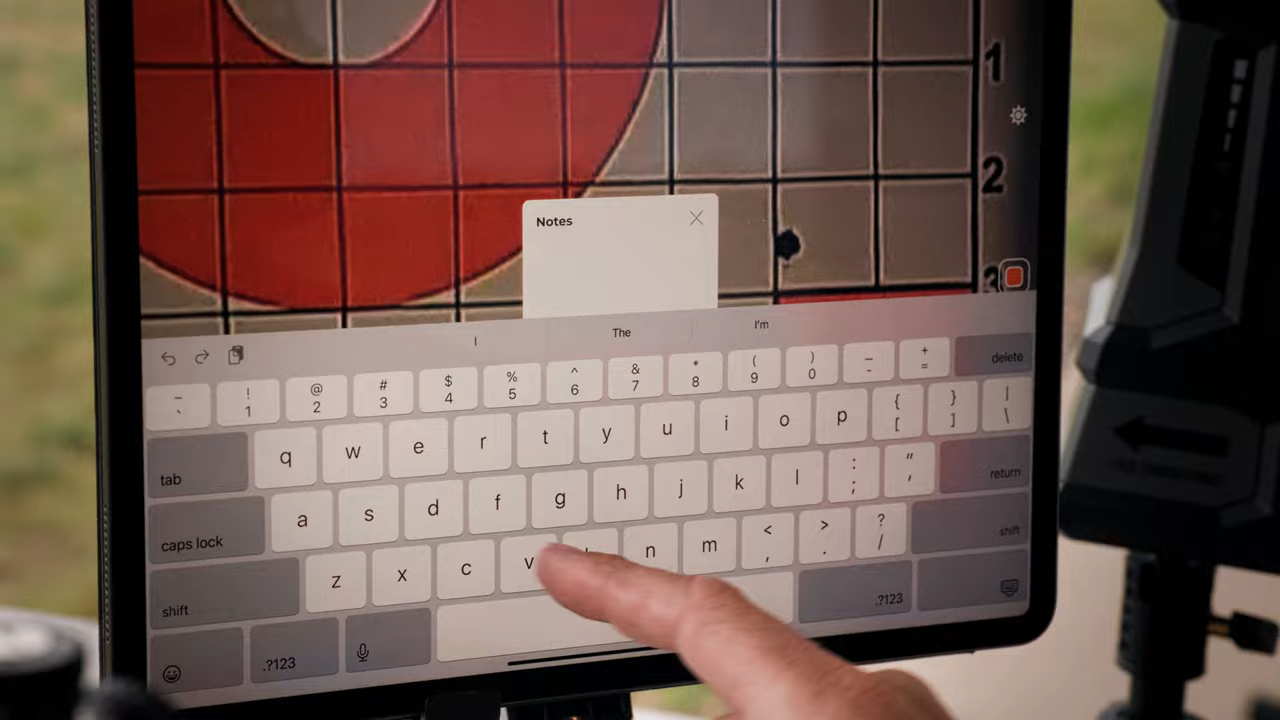 1
2
3
Notes
I The I'm
~ ! @ # $ % ^ & * ( ) – +
` 1 2 3 4 5 6 7 8 9 0 - = delete
tab q w e r t y u i o p { [ } ] | \
caps lock a s d f g h j k l : ; " ' return
shift z x c v n m < , > . ? / shift
.?123 .?123